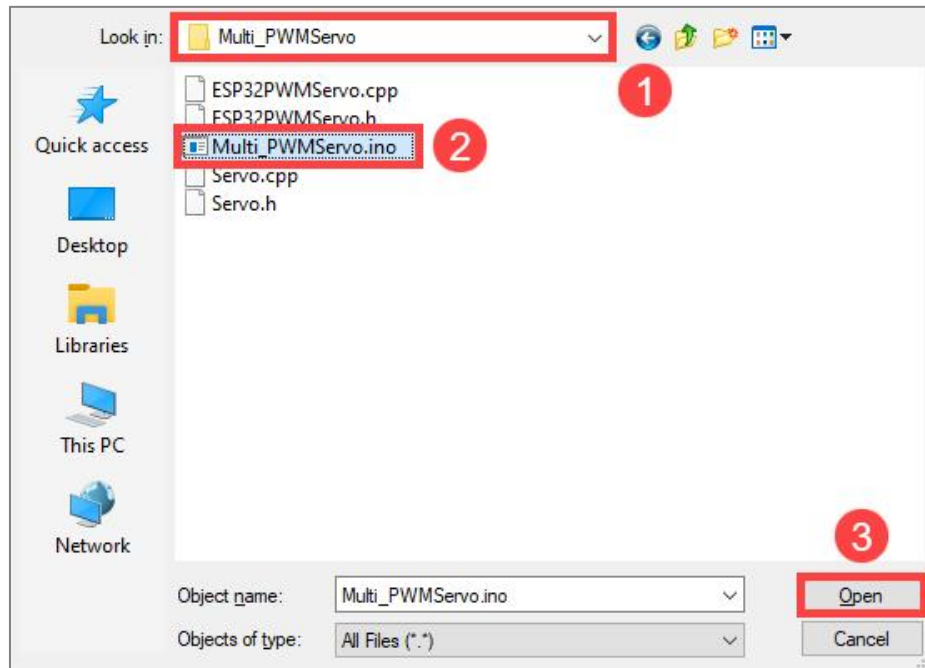 Look in: Multi_PWMServo
1
ESP32PWMServo.cpp
ESP32PWMServo.h
Multi_PWMServo.ino
2
Servo.cpp
Servo.h
Quick access
Desktop
Libraries
This PC
Network
3
Object name: Multi_PWMServo.ino Open
Objects of type: All Files (*.*) Cancel